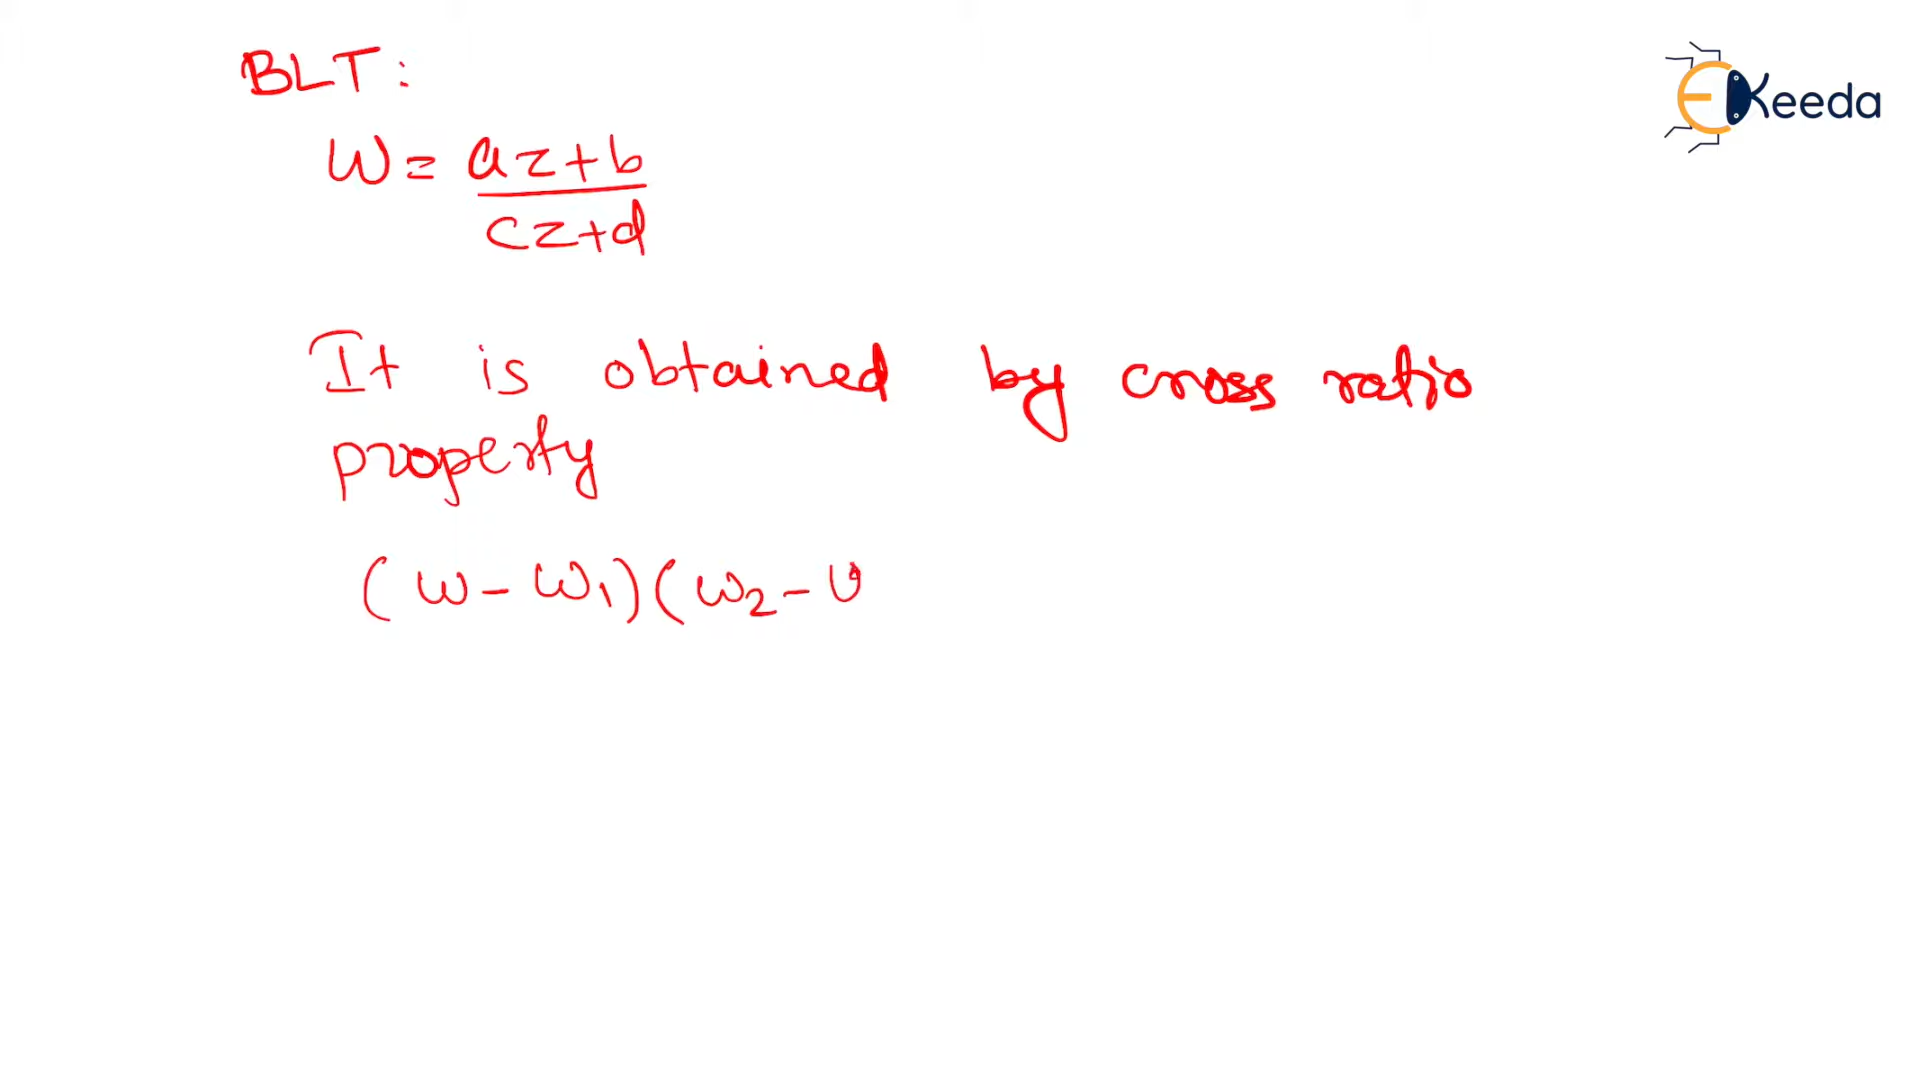 BLT:
EKeeda
W = az+b
cz+d
It is obtained by cross ratio
property
(w-w₁)(w₂-